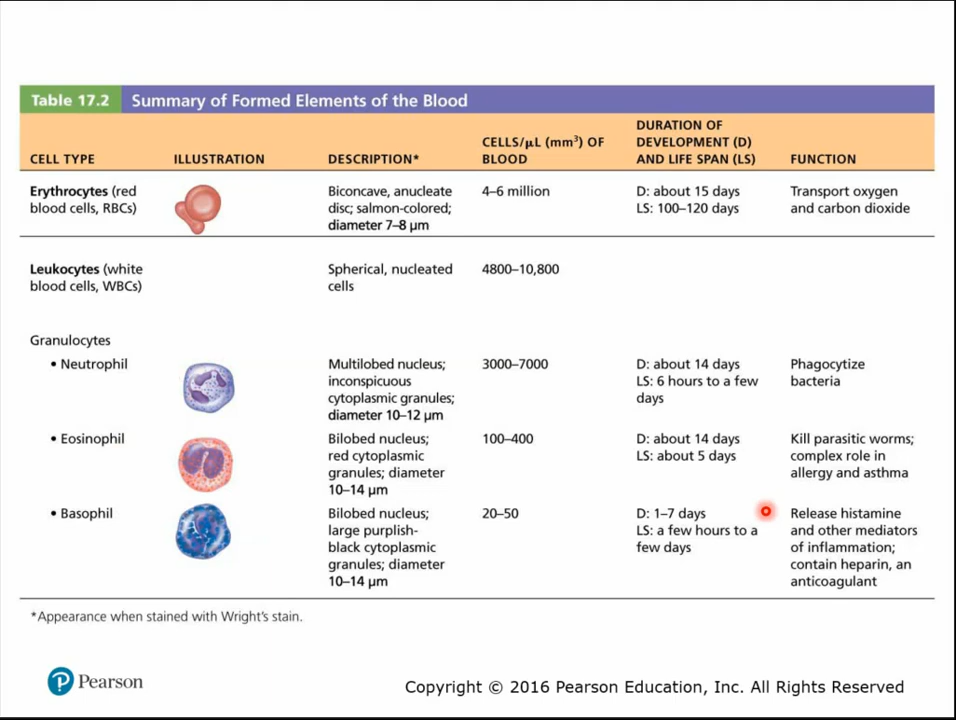 Table 17.2 Summary of Formed Elements of the Blood
CELL TYPE
ILLUSTRATION
DESCRIPTION*
CELLS/µL (mm³) OF
BLOOD
DURATION OF
DEVELOPMENT (D)
AND LIFE SPAN (LS)
FUNCTION
Erythrocytes (red
blood cells, RBCs)
Biconcave, anucleate
disc; salmon-colored;
diameter 7–8 µm
4–6 million
D: about 15 days
LS: 100–120 days
Transport oxygen
and carbon dioxide
Leukocytes (white
blood cells, WBCs)
Spherical, nucleated
cells
4800–10,800
Granulocytes
• Neutrophil
Multilobed nucleus;
inconspicuous
cytoplasmic granules;
diameter 10–12 µm
3000–7000
D: about 14 days
LS: 6 hours to a few
days
Phagocytize
bacteria
• Eosinophil
Bilobed nucleus;
red cytoplasmic
granules; diameter
10–14 µm
100–400
D: about 14 days
LS: about 5 days
Kill parasitic worms;
complex role in
allergy and asthma
• Basophil
Bilobed nucleus;
large purplish-
black cytoplasmic
granules; diameter
10–14 µm
20–50
D: 1–7 days
LS: a few hours to a
few days
Release histamine
and other mediators
of inflammation;
contain heparin, an
anticoagulant
*Appearance when stained with Wright's stain.
P Pearson
Copyright © 2016 Pearson Education, Inc. All Rights Reserved